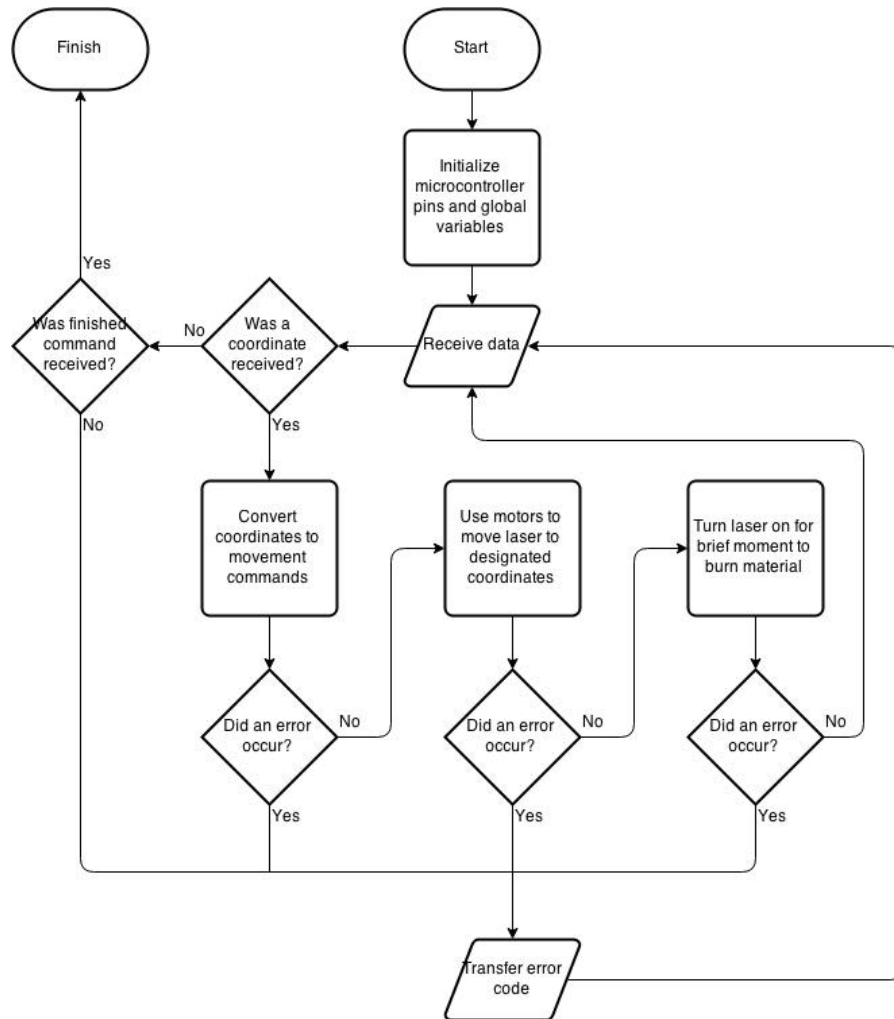 Finish
Start
Initialize
microcontroller
pins and global
variables
Yes
Was finished
command
received?
No
Was a
coordinate
received?
Receive data
No
Yes
Convert
coordinates to
movement
commands
Use motors to
move laser to
designated
coordinates
Turn laser on for
brief moment to
burn material
Did an error
occur?
No
Did an error
occur?
No
Did an error
occur?
No
Yes
Yes
Yes
Transfer error
code